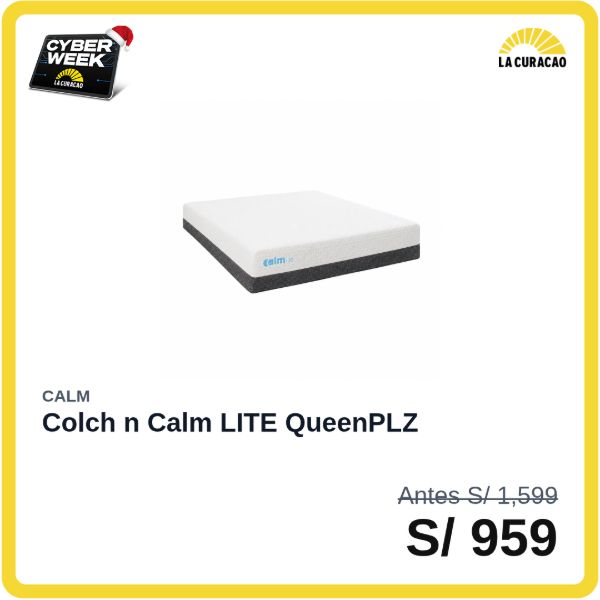 CYBER
WEEK
LA CURACAO
LA CURACAO
Calm
CALM
Colch n Calm LITE QueenPLZ
Antes S/ 1,599
S/ 959